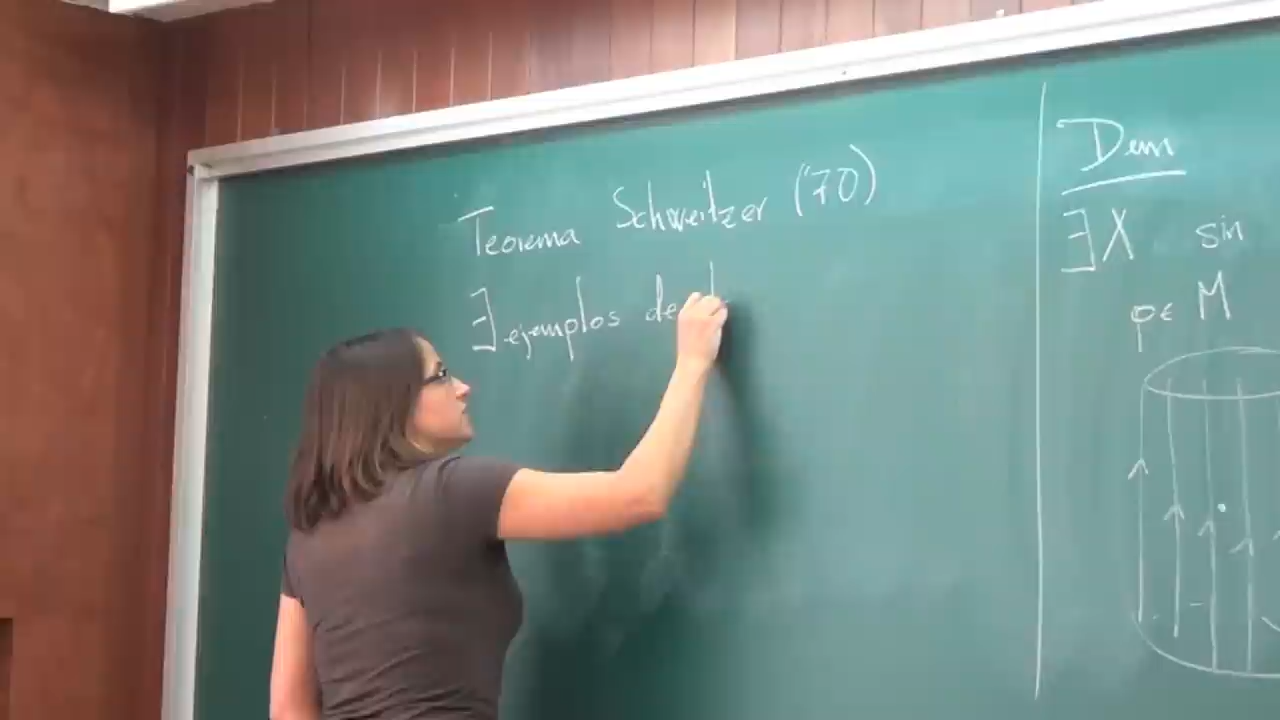 Teorema Schweitzer (70)
∃ ejemplos de
Dem
∃ X sin
p ∈ M